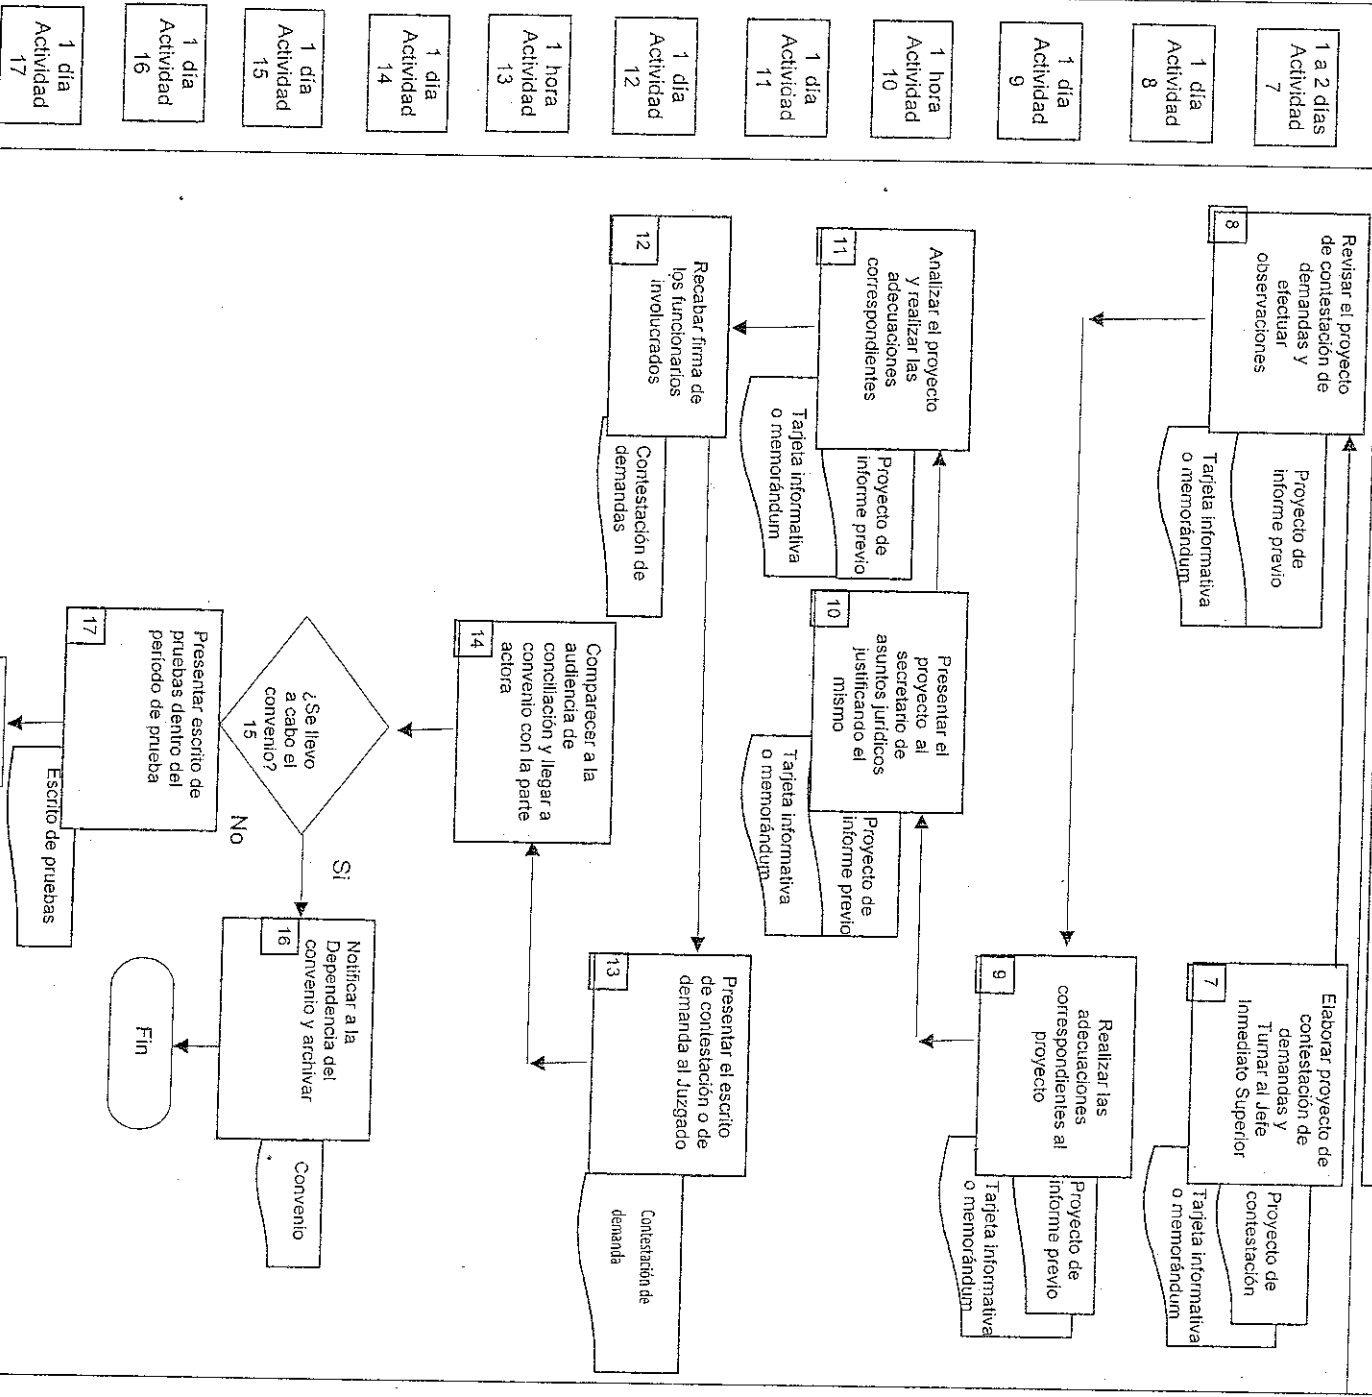 1 a 2 días
Actividad
7
1 día
Actividad
8
1 día
Actividad
9
1 hora
Actividad
10
1 día
Actividad
11
1 día
Actividad
12
1 hora
Actividad
13
1 día
Actividad
14
1 día
Actividad
15
1 día
Actividad
16
1 día
Actividad
17
Elaborar proyecto de
contestación de
demandas y
Turnar al Jefe
Inmediato Superior
7
Proyecto de
contestación
Tarjeta informativa
o memorándum
Revisar el proyecto
de contestación de
demandas y
efectuar
observaciones
8
Proyecto de
informe previo
Tarjeta informativa
o memorándum
Realizar las
adecuaciones
correspondientes al
proyecto
9
Proyecto de
informe previo
Tarjeta informativa
o memorándum
Presentar el
proyecto al
secretario de
asuntos jurídicos
justificando el
mismo
10
Proyecto de
informe previo
Tarjeta informativa
o memorándum
Analizar el proyecto
y realizar las
adecuaciones
correspondientes
11
Proyecto de
informe previo
Tarjeta informativa
o memorándum
Recabar firma de
los funcionarios
involucrados
12
Contestación de
demandas
Presentar el escrito
de contestación o de
demanda al Juzgado
13
Contestación de
demanda
Comparecer a la
audiencia de
conciliación y llegar a
convenio con la parte
actora
14
¿Se llevo
a cabo el
convenio?
15
Si
No
Notificar a la
Dependencia del
convenio y archivar
16
Convenio
Fin
Presentar escrito de
pruebas dentro del
período de prueba
17
Escrito de pruebas